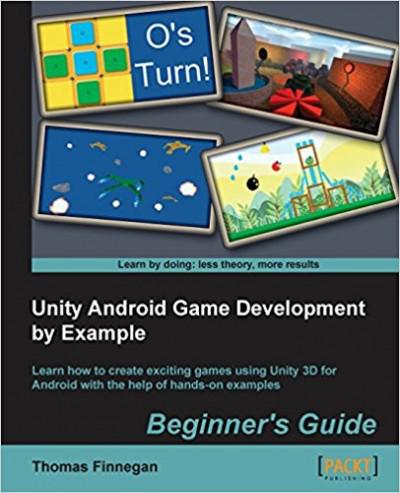 O's
Turn!
Learn by doing: less theory, more results
Unity Android Game Development
by Example
Learn how to create exciting games using Unity 3D for
Android with the help of hands-on examples
Beginner's Guide
Thomas Finnegan
[PACKT]
PUBLISHING